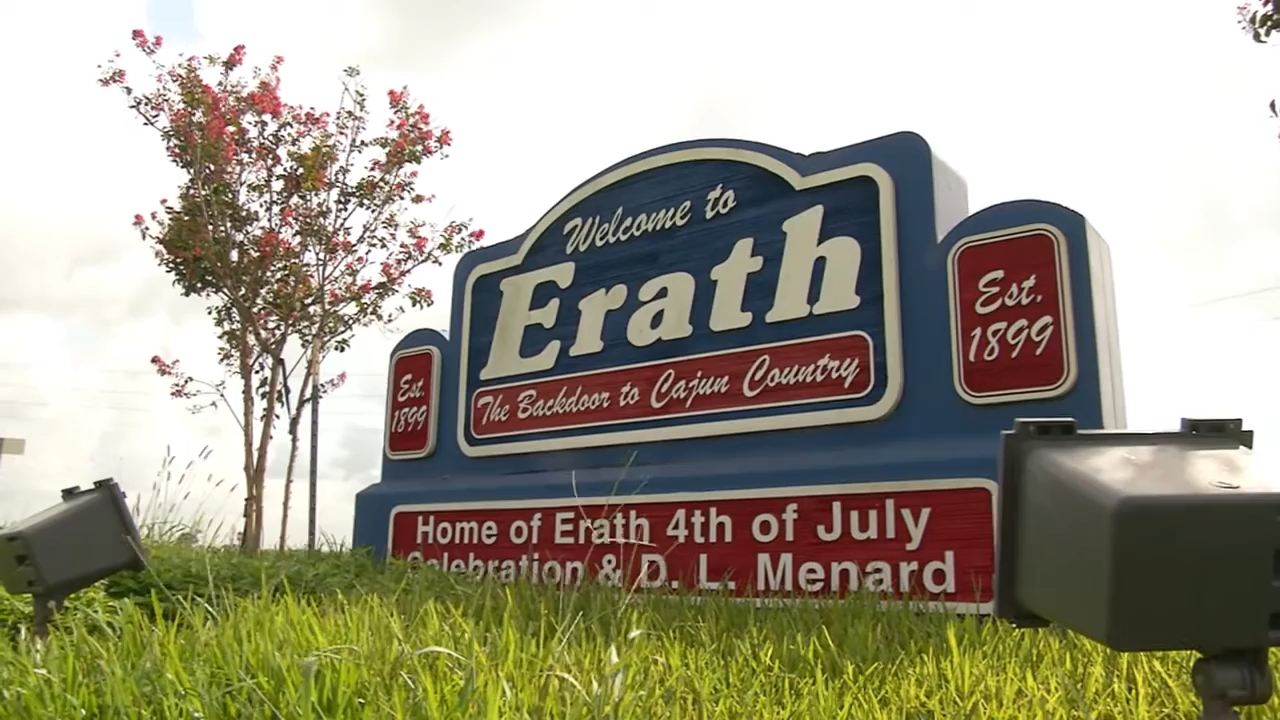 Welcome to
Erath
The Backdoor to Cajun Country
Est.
1899
Est.
1899
Home of Erath 4th of July
Celebration & D. L. Menard